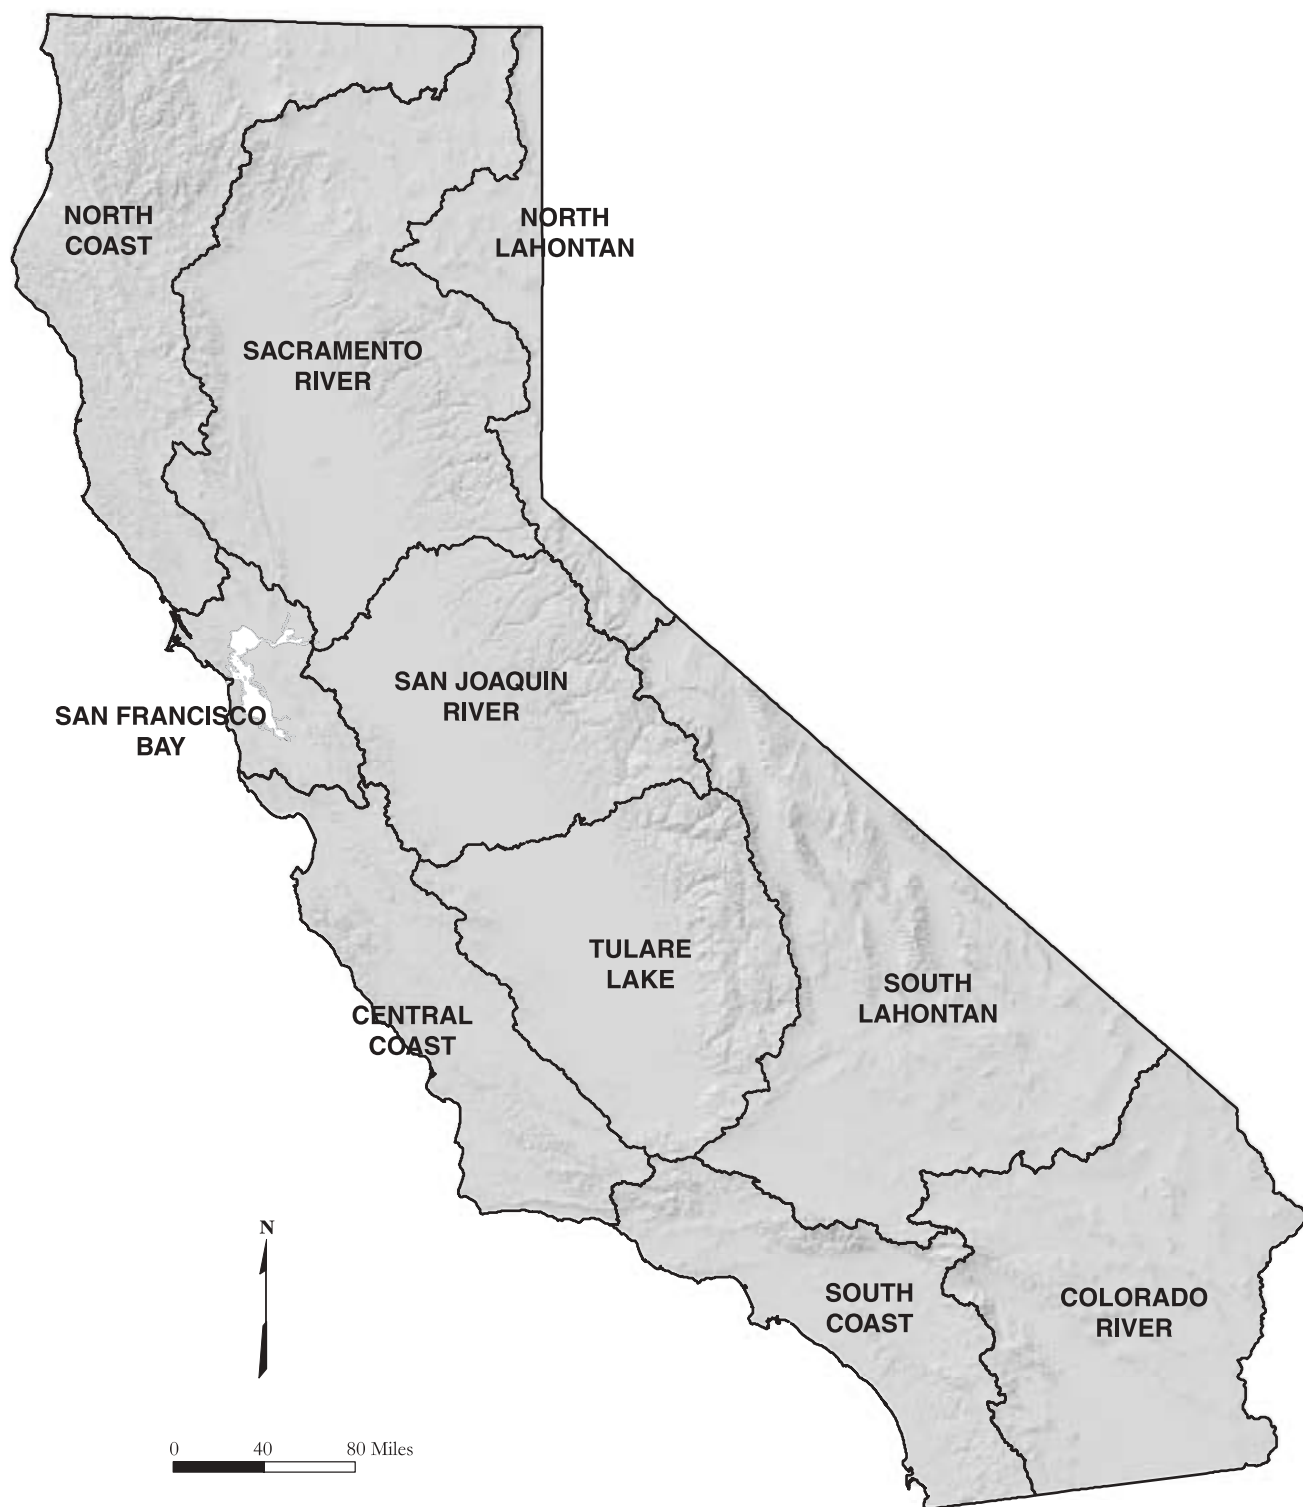 NORTH
COAST
NORTH
LAHONTAN
SACRAMENTO
RIVER
SAN JOAQUIN
RIVER
SAN FRANCISCO
BAY
TULARE
LAKE
SOUTH
LAHONTAN
CENTRAL
COAST
N
SOUTH
COAST
COLORADO
RIVER
0 40 80 Miles